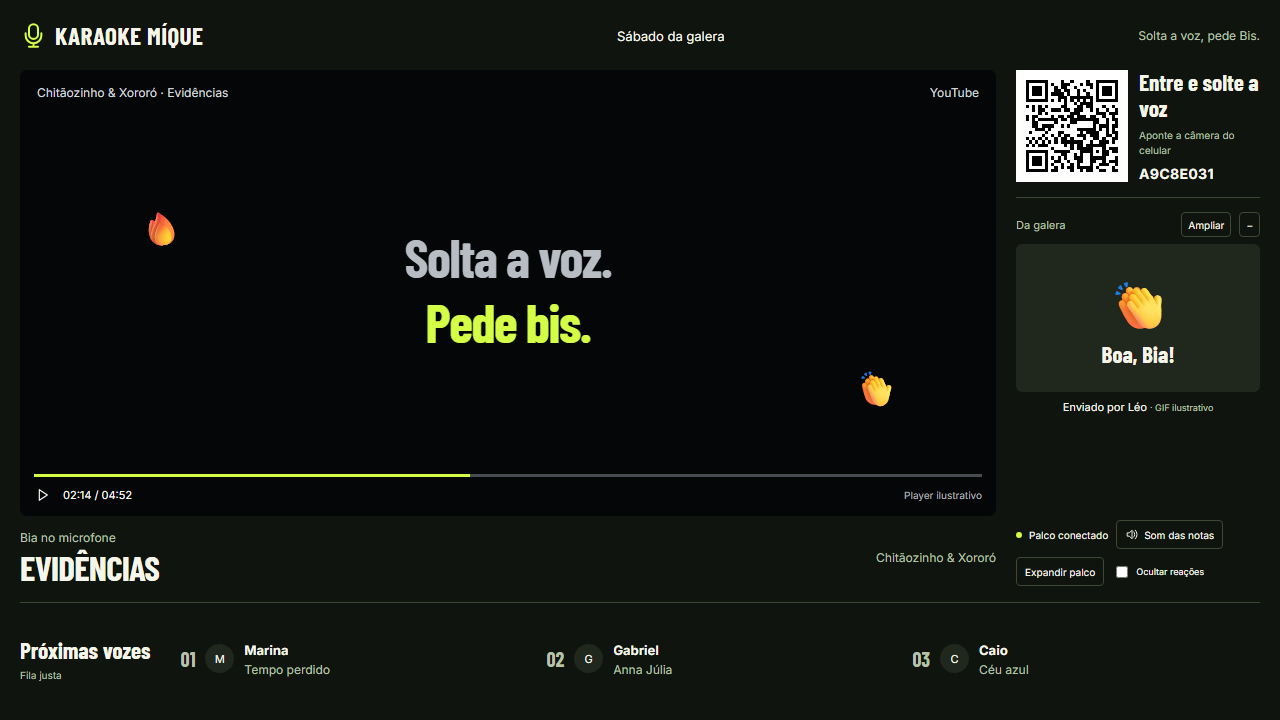 KARAOKE MÍQUE
Sábado da galera
Solta a voz, pede Bis.
Chitãozinho & Xororó · Evidências
YouTube
Solta a voz.
Pede bis.
02:14 / 04:52
Player ilustrativo
Entre e solte a
voz
Aponte a câmera do
celular
A9C8E031
Da galera
Ampliar
–
Boa, Bia!
Enviado por Léo · GIF ilustrativo
Bia no microfone
EVIDÊNCIAS
Chitãozinho & Xororó
Palco conectado
Som das notas
Expandir palco
Ocultar reações
Próximas vozes
Fila justa
01
M
Marina
Tempo perdido
02
G
Gabriel
Anna Júlia
03
C
Caio
Céu azul